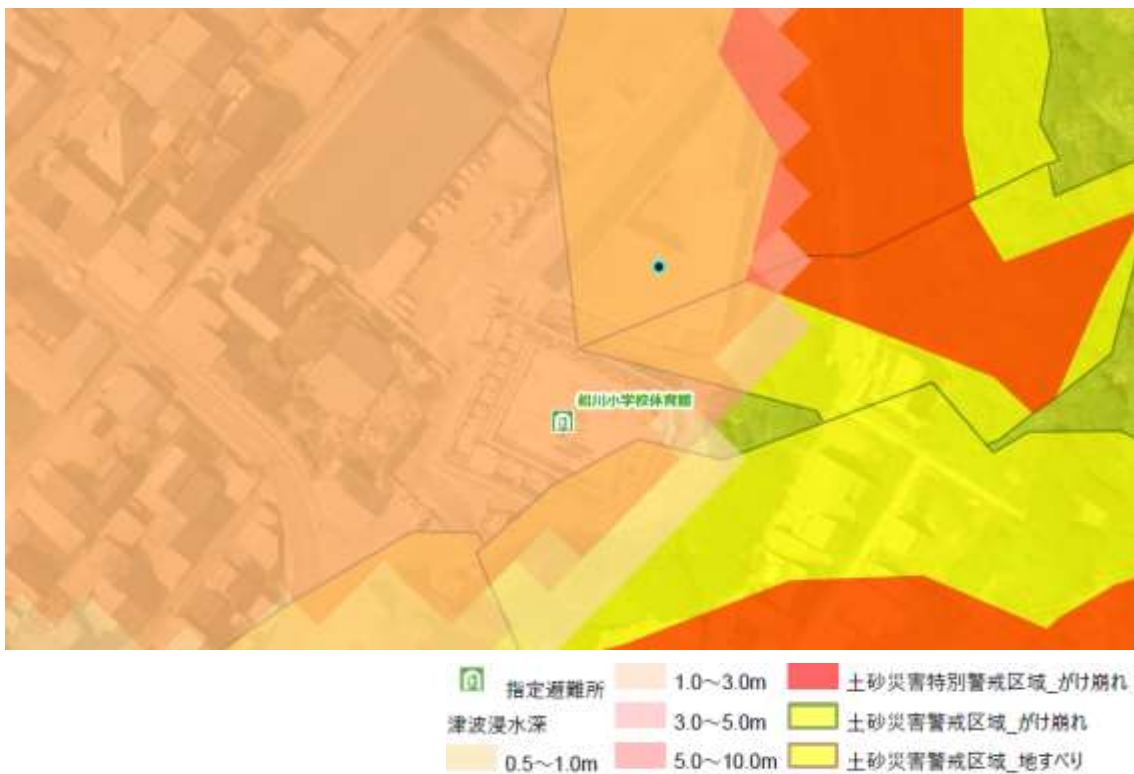 川小学校体育館
指定避難所
津波浸水深
0.5～1.0m
1.0～3.0m
3.0～5.0m
5.0～10.0m
土砂災害特別警戒区域_がけ崩れ
土砂災害警戒区域_がけ崩れ
土砂災害警戒区域_地すべり